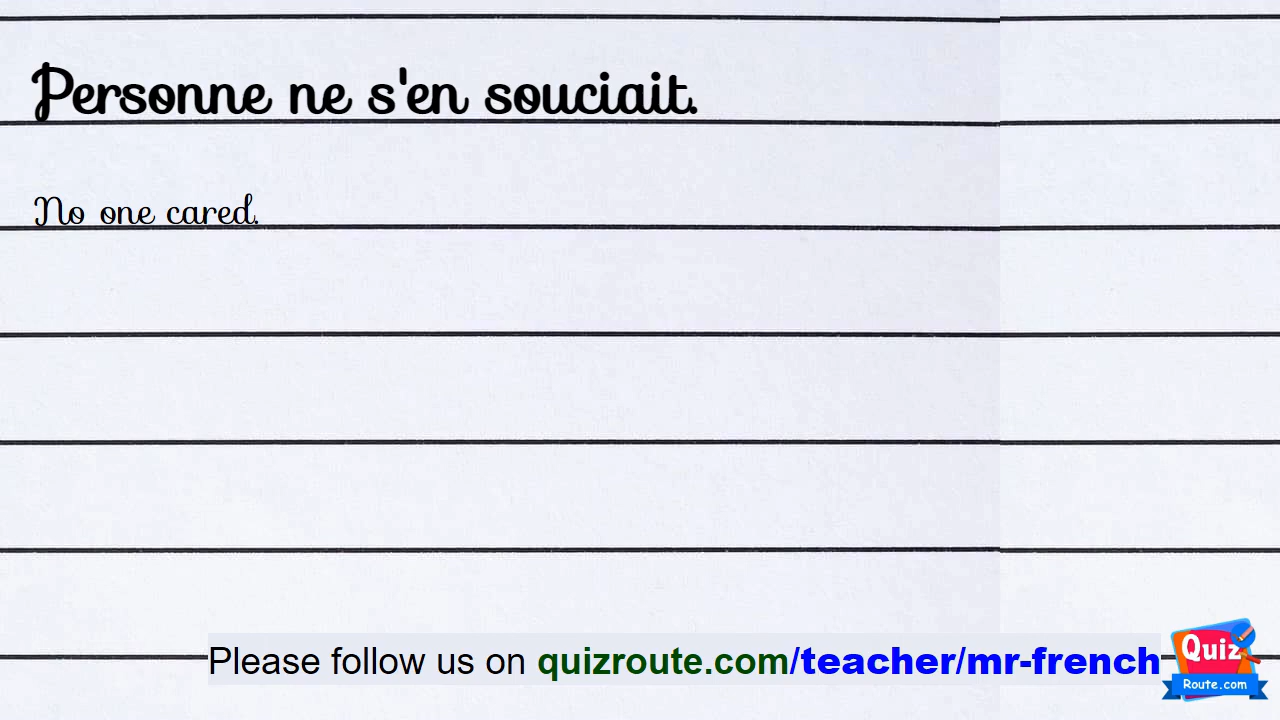 Personne ne s'en souciait.
No one cared.
Please follow us on quizroute.com/teacher/mr-french
Quiz
Route.com